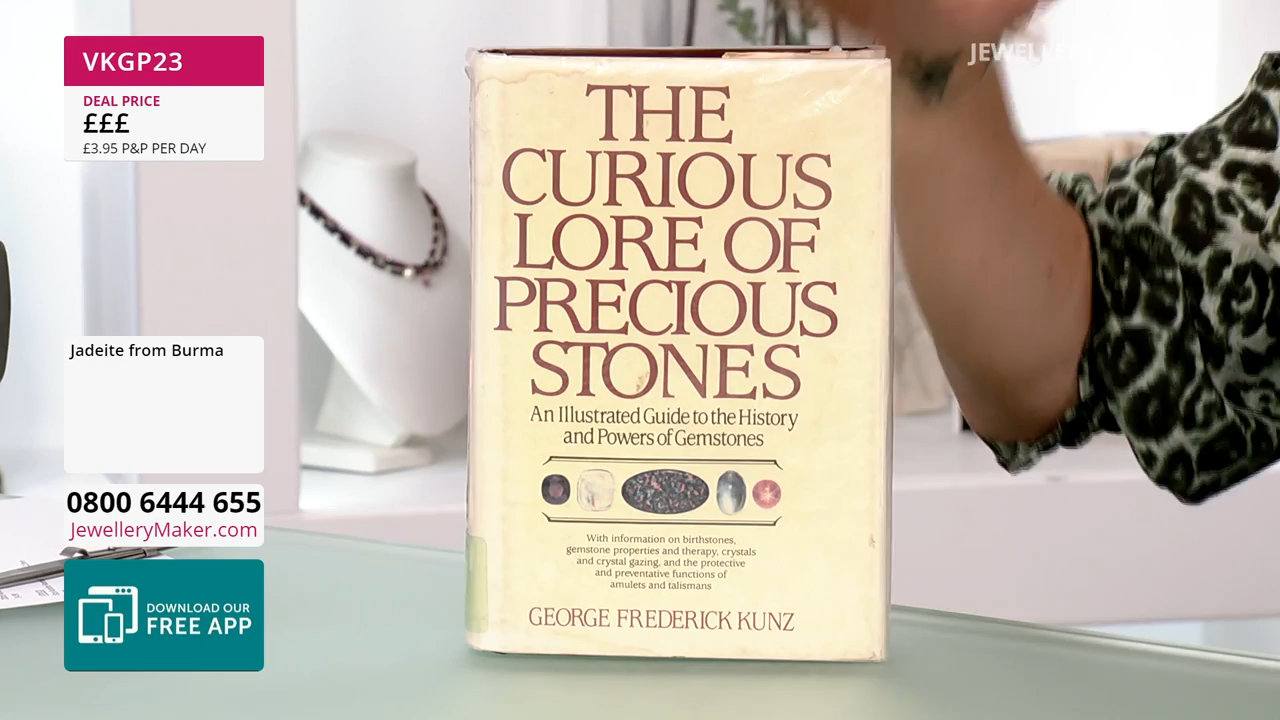 VKGP23
DEAL PRICE
£££
£3.95 P&P PER DAY
Jadeite from Burma
0800 6444 655
JewelleryMaker.com
DOWNLOAD OUR
FREE APP
THE
CURIOUS
LORE OF
PRECIOUS
STONES
An Illustrated Guide to the History
and Powers of Gemstones
With information on birthstones,
gemstone properties and therapy, crystals
and crystal gazing, and the protective
and preventative functions of
amulets and talismans
GEORGE FREDERICK KUNZ